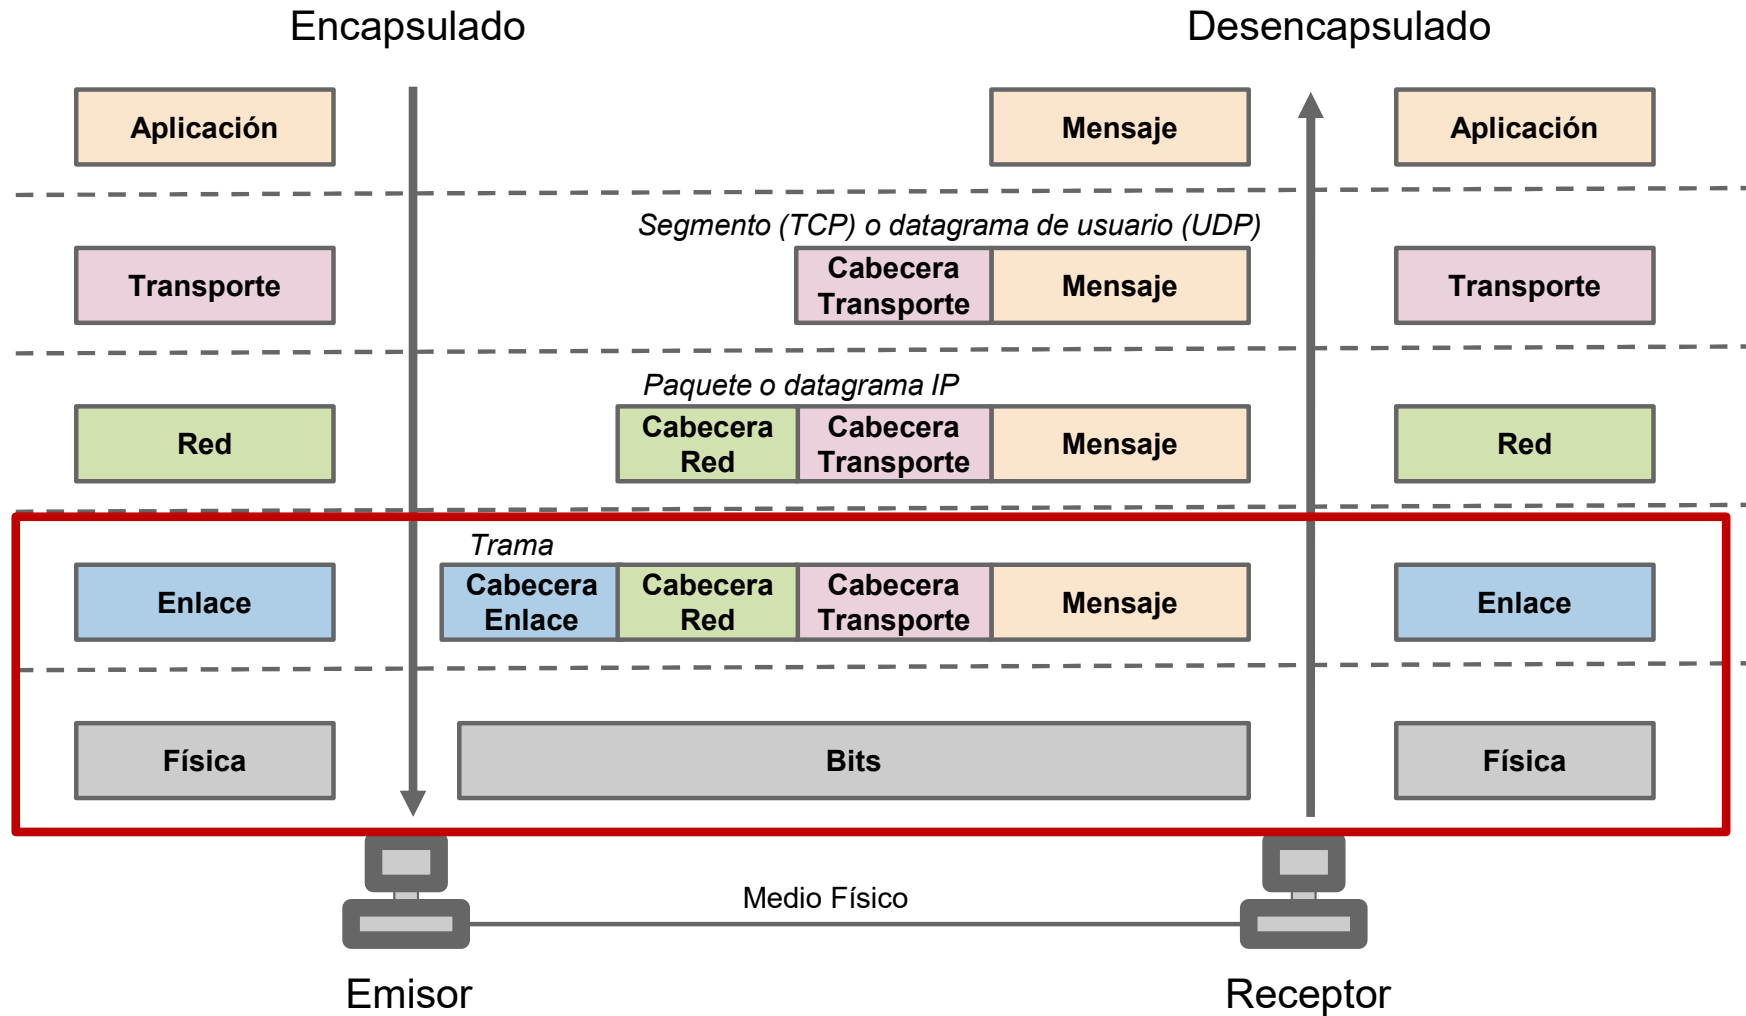 Encapsulado
Desencapsulado
Aplicación
Mensaje
Aplicación
Segmento (TCP) o datagrama de usuario (UDP)
Transporte
Cabecera
Transporte
Mensaje
Transporte
Paquete o datagrama IP
Red
Cabecera
Red
Cabecera
Transporte
Mensaje
Red
Trama
Enlace
Cabecera
Enlace
Cabecera
Red
Cabecera
Transporte
Mensaje
Enlace
Física
Bits
Física
Medio Físico
Emisor
Receptor